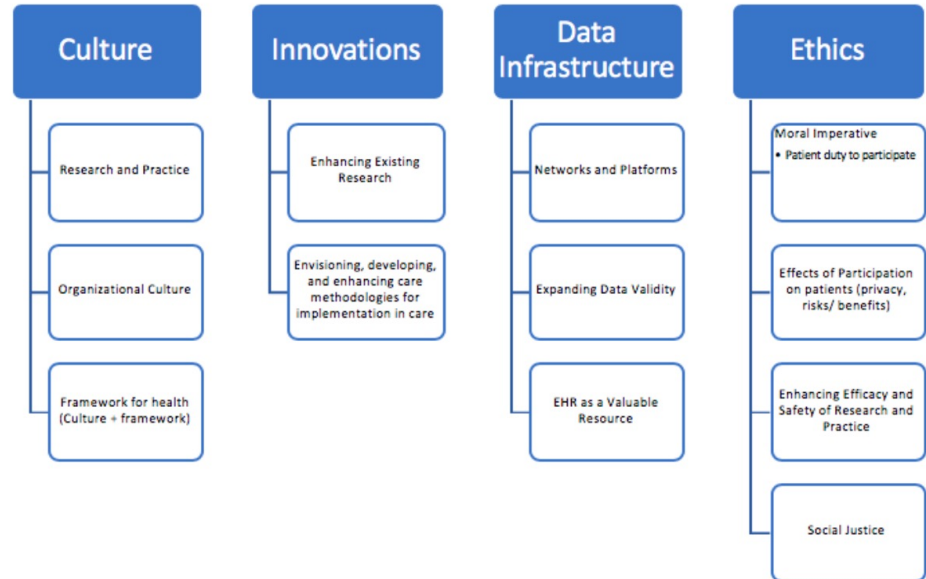 Culture
Research and Practice
Organizational Culture
Framework for health
(Culture + framework)
Innovations
Enhancing Existing
Research
Envisioning, developing,
and enhancing care
methodologies for
implementation in care
Data
Infrastructure
Networks and Platforms
Expanding Data Validity
EHR as a Valuable
Resource
Ethics
Moral Imperative
• Patient duty to participate
Effects of Participation
on patients (privacy,
risks/ benefits)
Enhancing Efficacy and
Safety of Research and
Practice
Social Justice